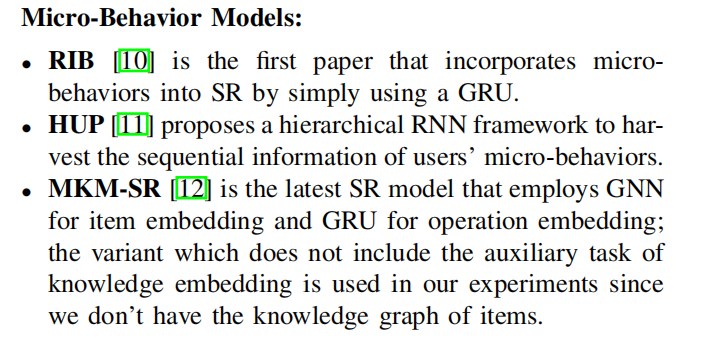 Micro-Behavior Models:
• RIB [10] is the first paper that incorporates micro-
behaviors into SR by simply using a GRU.
• HUP [11] proposes a hierarchical RNN framework to har-
vest the sequential information of users’ micro-behaviors.
• MKM-SR [12] is the latest SR model that employs GNN
for item embedding and GRU for operation embedding;
the variant which does not include the auxiliary task of
knowledge embedding is used in our experiments since
we don’t have the knowledge graph of items.